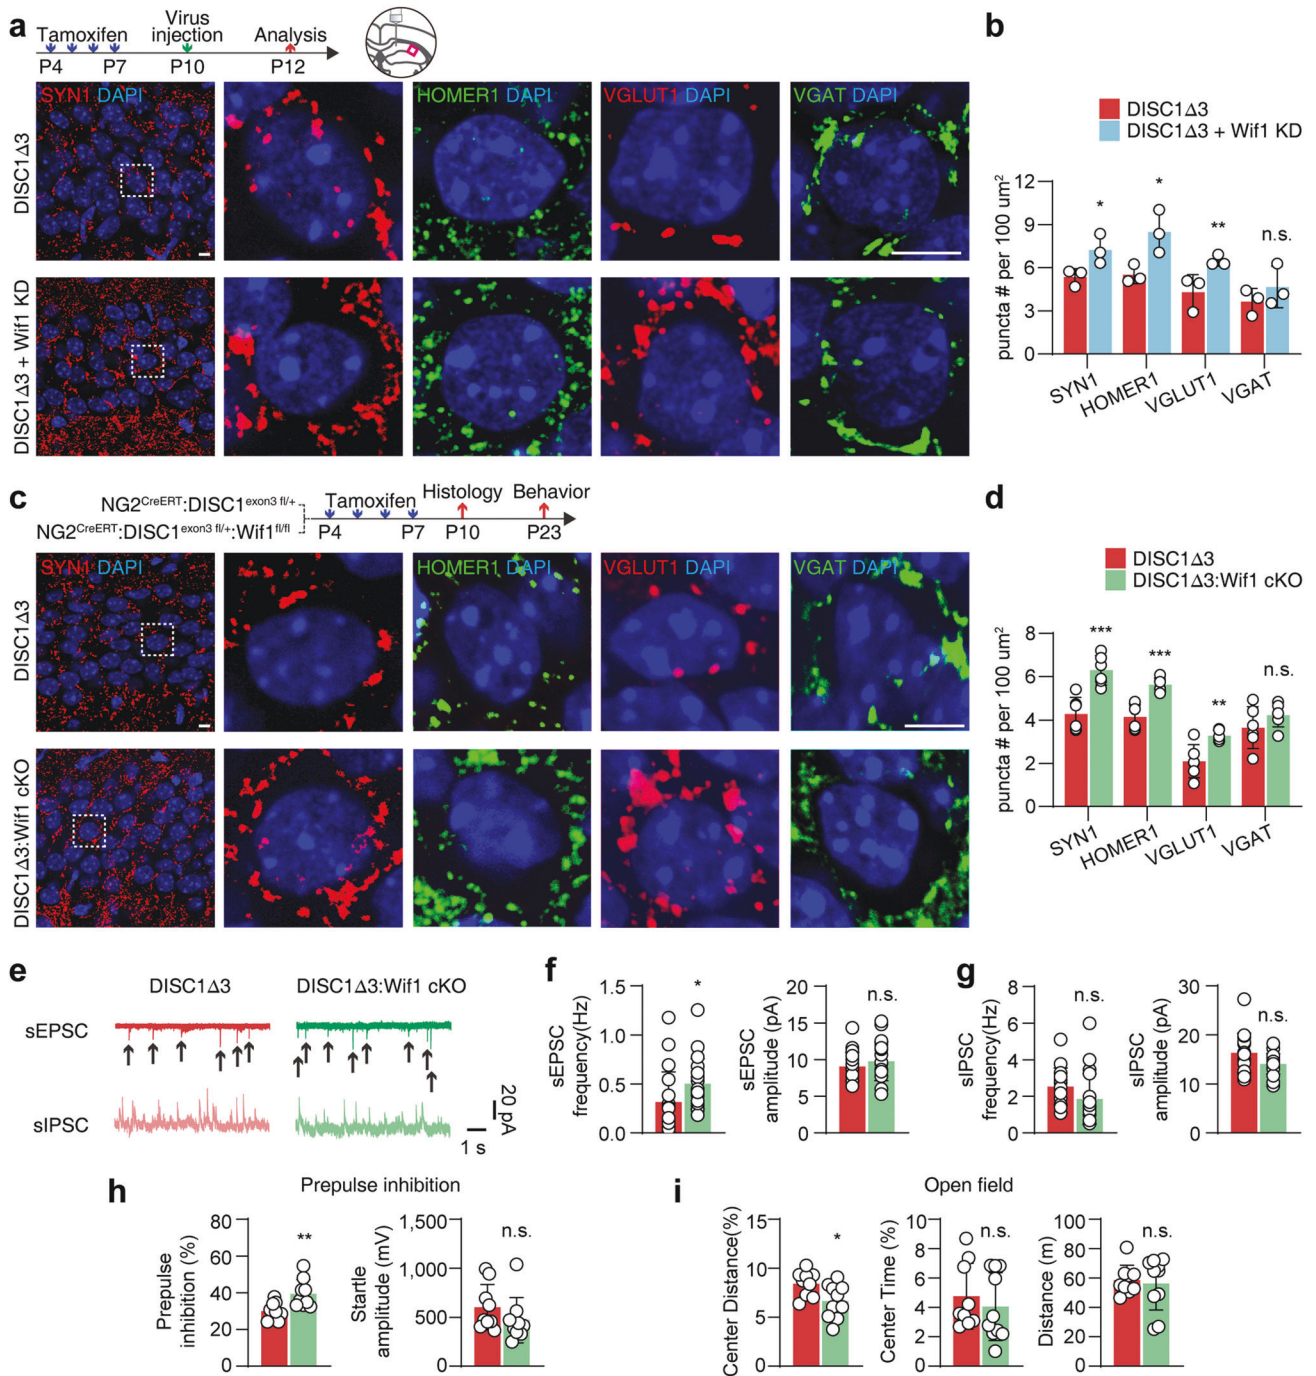 a
Tamoxifen
Virus
injection
Analysis
P4
P7
P10
P12
SYN1 DAPI
HOMER1 DAPI
VGLUT1 DAPI
VGAT DAPI
DISC1Δ3
DISC1Δ3 + Wif1 KD
b
DISC1Δ3
DISC1Δ3 + Wif1 KD
puncta # per 100 um²
12
9
6
3
0
*
*
**
n.s.
SYN1
HOMER1
VGLUT1
VGAT
c
NG2CreERT:DISC1exon3 fl/+
NG2CreERT:DISC1exon3 fl/+:Wif1fl/fl
Tamoxifen
Histology
Behavior
P4
P7
P10
P23
SYN1 DAPI
HOMER1 DAPI
VGLUT1 DAPI
VGAT DAPI
DISC1Δ3
DISC1Δ3:Wif1 cKO
d
DISC1Δ3
DISC1Δ3:Wif1 cKO
puncta # per 100 um²
8
6
4
2
0
***
***
**
n.s.
SYN1
HOMER1
VGLUT1
VGAT
e
DISC1Δ3
DISC1Δ3:Wif1 cKO
sEPSC
sIPSC
20 pA
1 s
f
sEPSC
frequency(Hz)
1.5
1.0
0.5
0.0
*
sEPSC
amplitude (pA)
20
15
10
5
0
n.s.
g
sIPSC
frequency(Hz)
8
6
4
2
0
n.s.
sIPSC
amplitude (pA)
30
20
10
0
n.s.
h
Prepulse inhibition
Prepulse
inhibition (%)
80
60
40
20
0
**
Startle
amplitude (mV)
1,500
1,000
500
0
n.s.
i
Open field
Center Distance(%)
15
10
5
0
*
Center Time (%)
10
8
6
4
2
0
n.s.
Distance (m)
100
80
60
40
20
0
n.s.